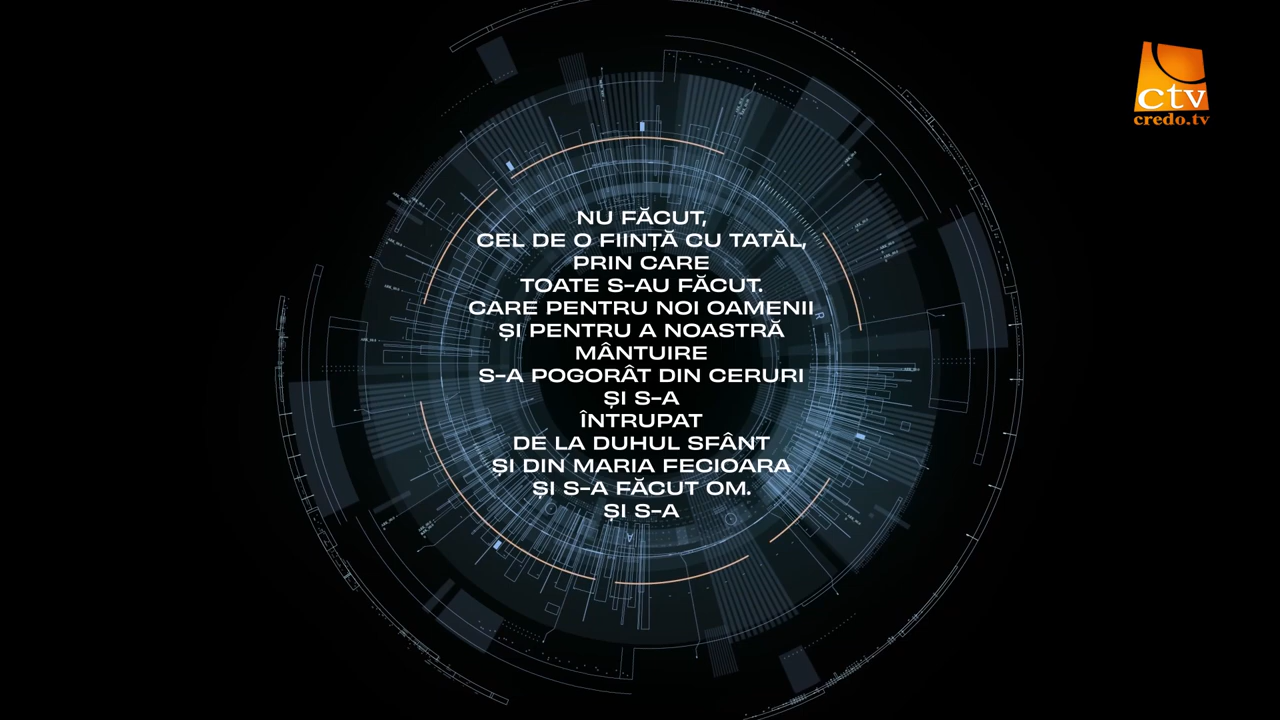 ctv
credo.tv
NU FĂCUT,
CEL DE O FIINȚĂ CU TATĂL,
PRIN CARE
TOATE S-AU FĂCUT.
CARE PENTRU NOI OAMENII
ȘI PENTRU A NOASTRĂ
MÂNTUIRE
S-A POGORÂT DIN CERURI
ȘI S-A
ÎNTRUPAT
DE LA DUHUL SFÂNT
ȘI DIN MARIA FECIOARA
ȘI S-A FĂCUT OM.
ȘI S-A